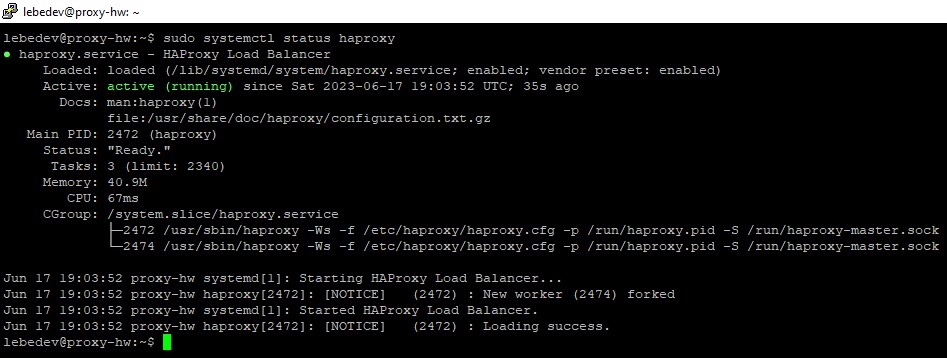 lebedev@proxy-hw: ~
lebedev@proxy-hw:~$ sudo systemctl status haproxy
● haproxy.service - HAProxy Load Balancer
Loaded: loaded (/lib/systemd/system/haproxy.service; enabled; vendor preset: enabled)
Active: active (running) since Sat 2023-06-17 19:03:52 UTC; 35s ago
Docs: man:haproxy(1)
file:/usr/share/doc/haproxy/configuration.txt.gz
Main PID: 2472 (haproxy)
Status: "Ready."
Tasks: 3 (limit: 2340)
Memory: 40.9M
CPU: 67ms
CGroup: /system.slice/haproxy.service
├─2472 /usr/sbin/haproxy -Ws -f /etc/haproxy/haproxy.cfg -p /run/haproxy.pid -S /run/haproxy-master.sock
└─2474 /usr/sbin/haproxy -Ws -f /etc/haproxy/haproxy.cfg -p /run/haproxy.pid -S /run/haproxy-master.sock
Jun 17 19:03:52 proxy-hw systemd[1]: Starting HAProxy Load Balancer...
Jun 17 19:03:52 proxy-hw haproxy[2472]: [NOTICE]   (2472) : New worker (2474) forked
Jun 17 19:03:52 proxy-hw systemd[1]: Started HAProxy Load Balancer.
Jun 17 19:03:52 proxy-hw haproxy[2472]: [NOTICE]   (2472) : Loading success.
lebedev@proxy-hw:~$